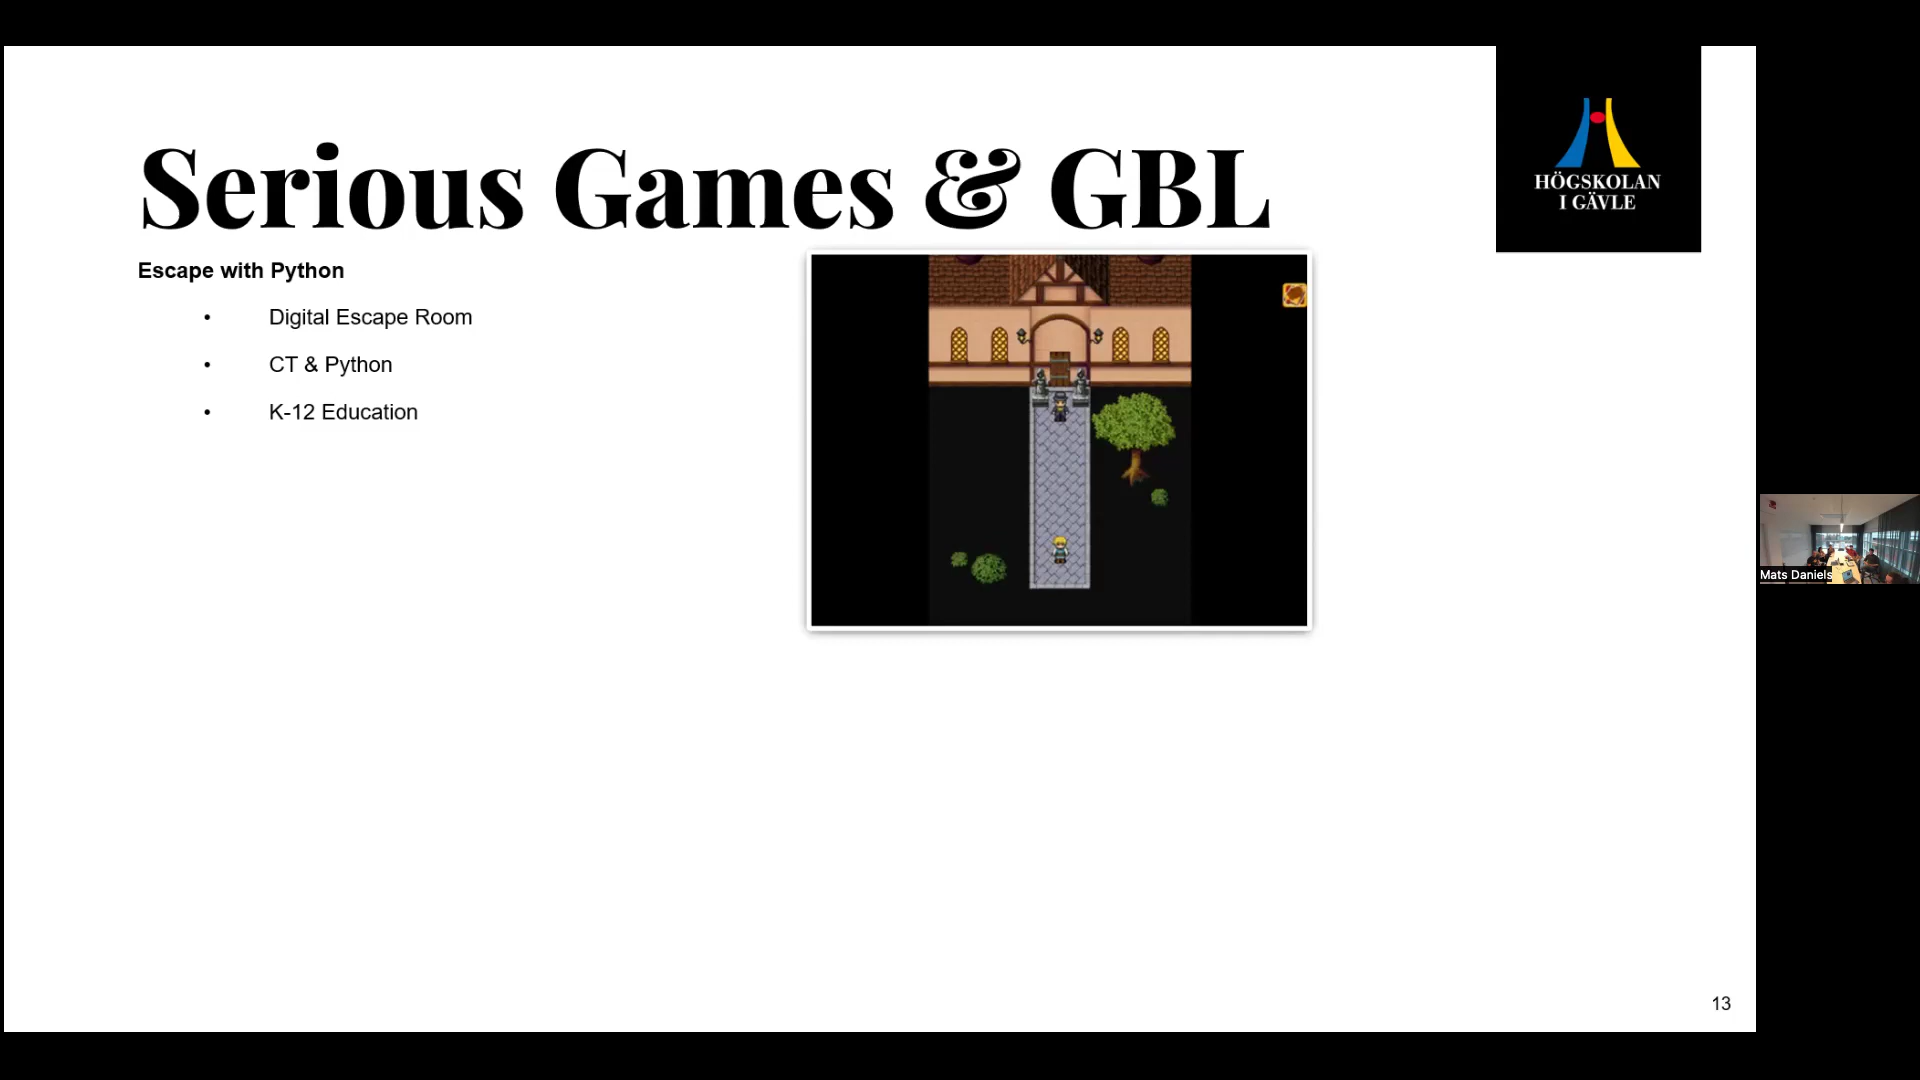 Serious Games & GBL
HÖGSKOLAN
I GÄVLE
Escape with Python
• Digital Escape Room
• CT & Python
• K-12 Education
Mats Daniels
13